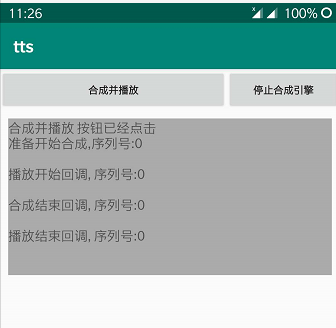 11:26
100%
tts
合成并播放
停止合成引擎
合成并播放 按钮已经点击
准备开始合成,序列号:0
播放开始回调, 序列号:0
合成结束回调, 序列号:0
播放结束回调, 序列号:0